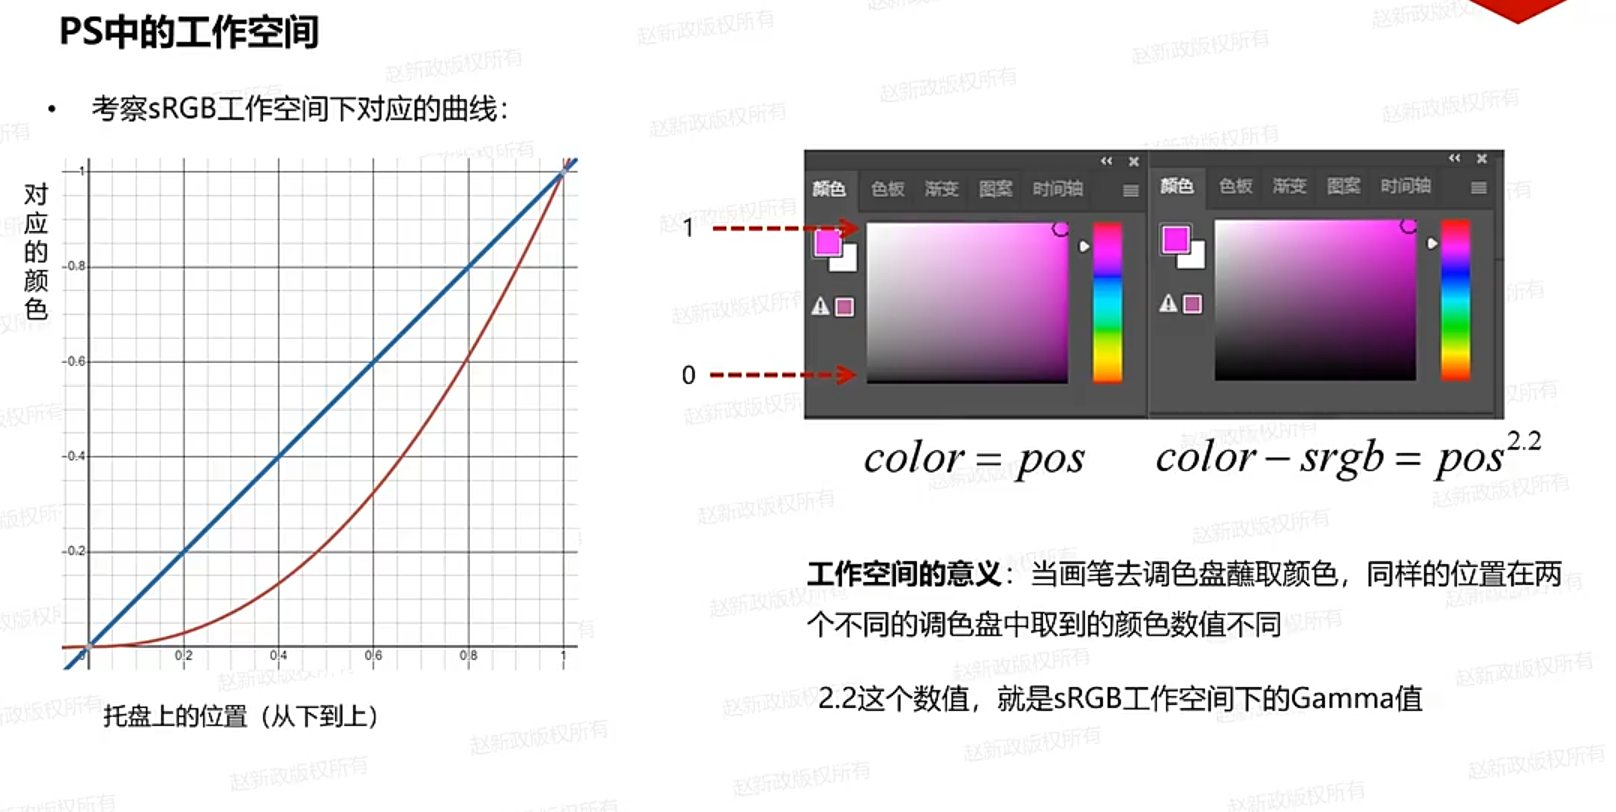 PS中的工作空间
• 考察sRGB工作空间下对应的曲线：
对应的颜色
1
0.8
0.6
0.4
0.2
0
0.2
0.4
0.6
0.8
1
托盘上的位置（从下到上）
1
0
颜色 色板 渐变 图案 时间轴
颜色 色板 渐变 图案 时间轴
color = pos
color − srgb = pos^2.2
工作空间的意义：当画笔去调色盘蘸取颜色，同样的位置在两
个不同的调色盘中取到的颜色数值不同
2.2这个数值，就是sRGB工作空间下的Gamma值
赵新政版权所有